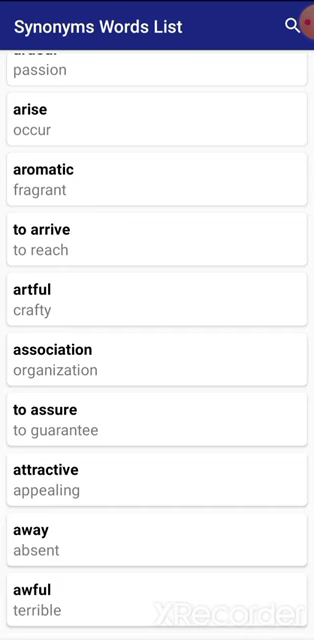 Synonyms Words List
passion
arise
occur
aromatic
fragrant
to arrive
to reach
artful
crafty
association
organization
to assure
to guarantee
attractive
appealing
away
absent
awful
terrible
XRecorder